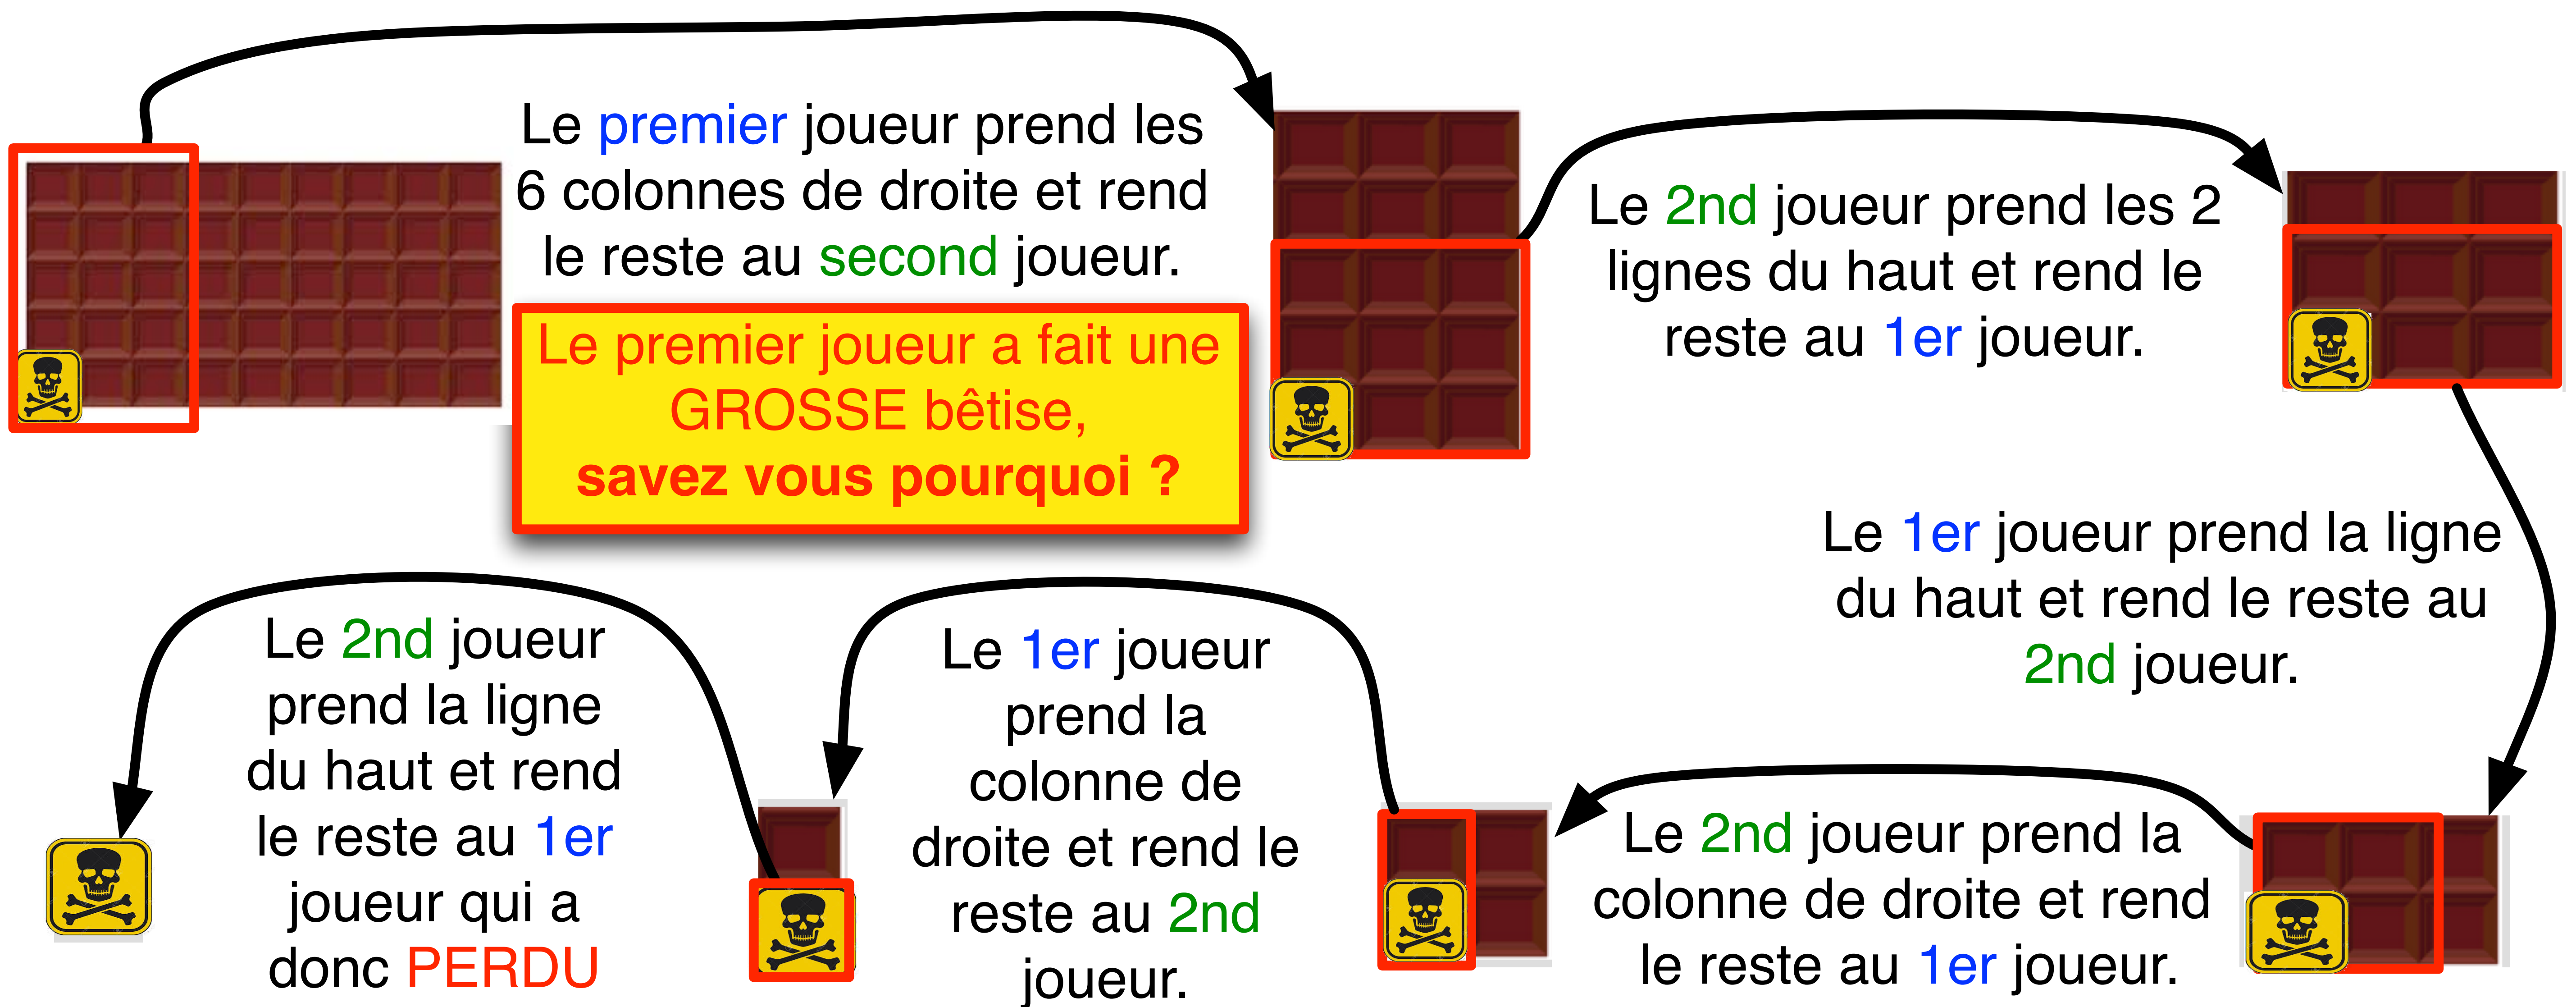 Le premier joueur prend les
6 colonnes de droite et rend
le reste au second joueur.
Le premier joueur a fait une
GROSSE bêtise,
savez vous pourquoi ?
Le 2nd joueur prend les 2
lignes du haut et rend le
reste au 1er joueur.
Le 1er joueur prend la ligne
du haut et rend le reste au
2nd joueur.
Le 2nd joueur prend la
colonne de droite et rend
le reste au 1er joueur.
Le 1er joueur
prend la
colonne de
droite et rend le
reste au 2nd
joueur.
Le 2nd joueur
prend la ligne
du haut et rend
le reste au 1er
joueur qui a
donc PERDU